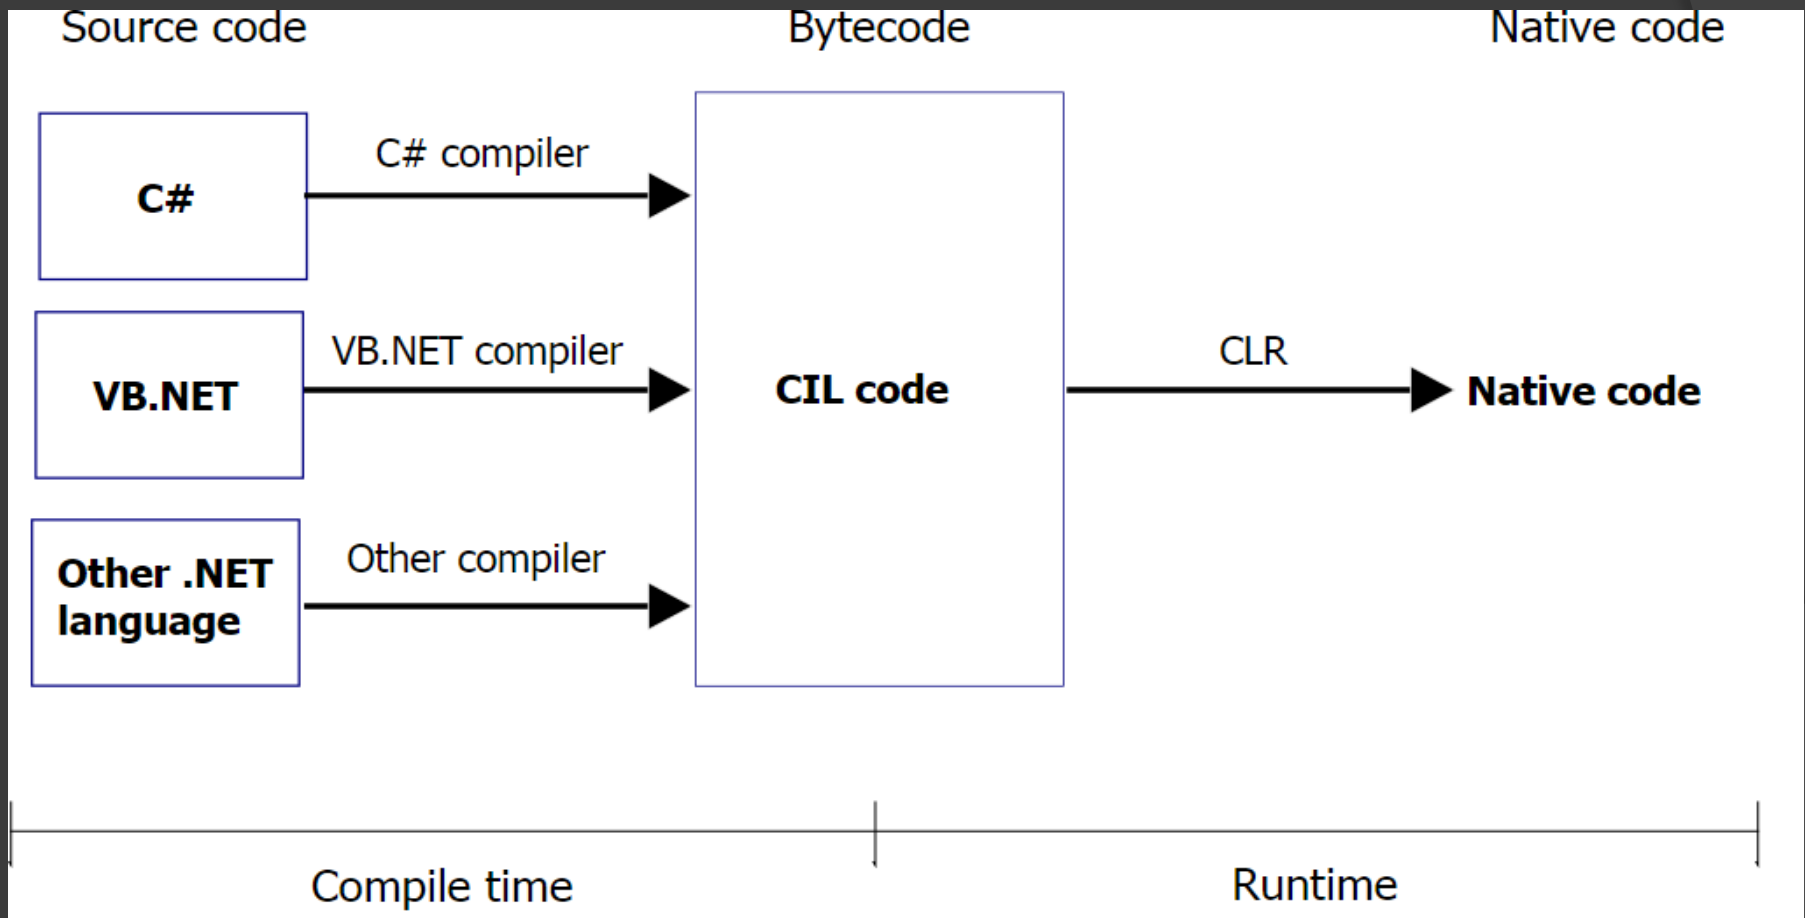 Source code
Bytecode
Native code
C#
C# compiler
VB.NET
VB.NET compiler
CIL code
CLR
Native code
Other .NET
language
Other compiler
Compile time
Runtime